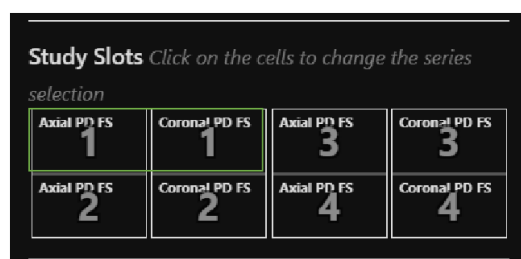 Study Slots Click on the cells to change the series
selection
Axial PD FS Coronal PD FS Axial PD FS Coronal PD FS
1 1 3 3
Axial PD FS Coronal PD FS Axial PD FS Coronal PD FS
2 2 4 4